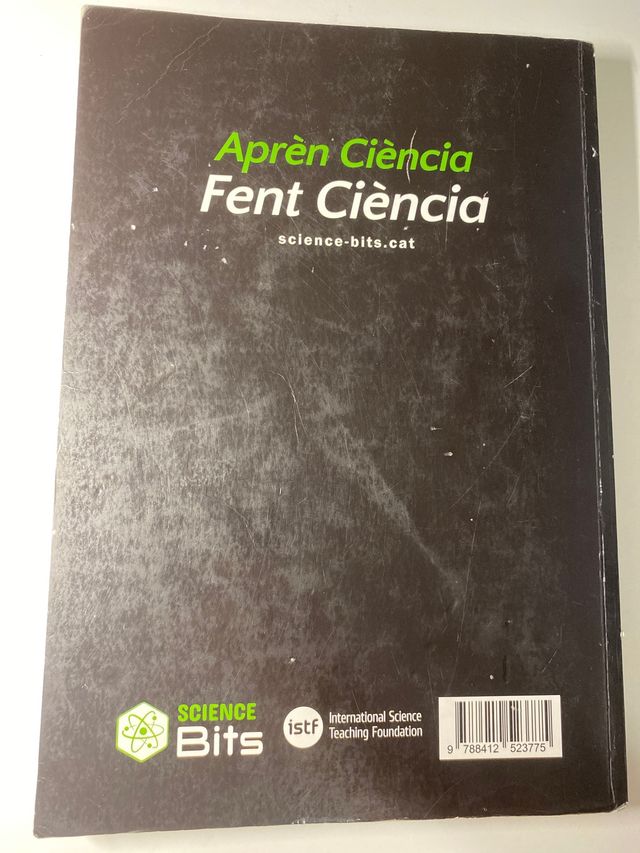 Aprèn Ciència
Fent Ciència
science-bits.cat
SCIENCE
Bits
istf
International Science
Teaching Foundation
9 788412 523775